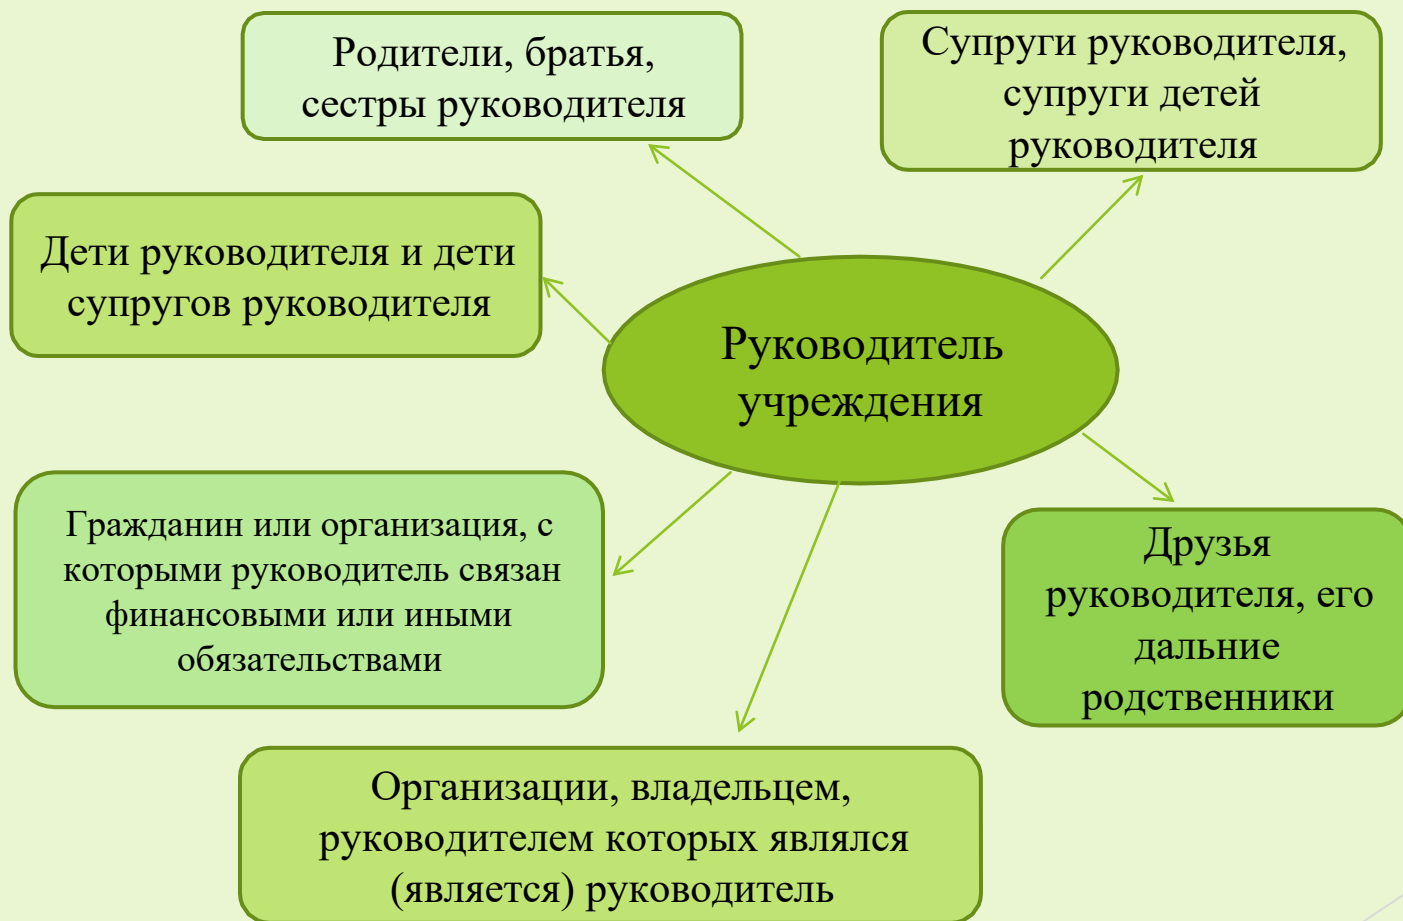 Родители, братья,
сестры руководителя
Супруги руководителя,
супруги детей
руководителя
Дети руководителя и дети
супругов руководителя
Руководитель
учреждения
Гражданин или организация, с
которыми руководитель связан
финансовыми или иными
обязательствами
Друзья
руководителя, его
дальние
родственники
Организации, владельцем,
руководителем которых являлся
(является) руководитель